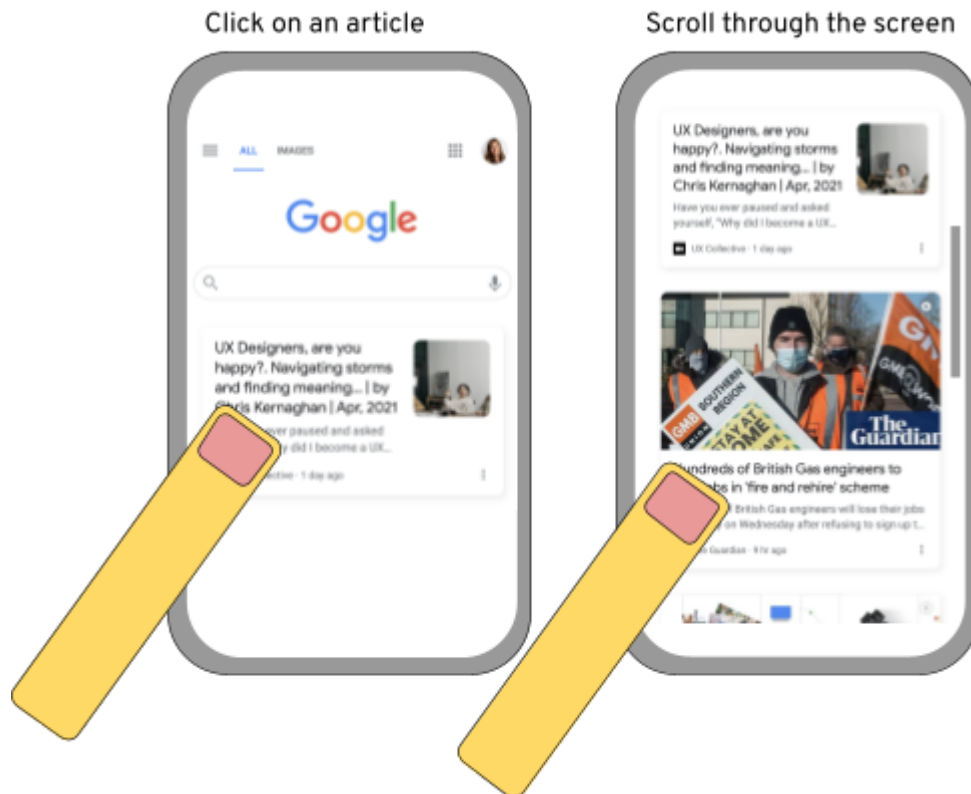 Click on an article
ALL IMAGES
Google
UX Designers, are you
happy?. Navigating storms
and finding meaning... | by
Chris Kernaghan | Apr, 2021
ever paused and asked
did I become a UX...
1 day ago
Scroll through the screen
UX Designers, are you
happy?. Navigating storms
and finding meaning... | by
Chris Kernaghan | Apr, 2021
Have you ever paused and asked
yourself, "Why did I become a UX...
UX Collective · 1 day ago
SOUTHERN
REGION
GMB
UNION
STAY AT
HOME
GMB
The
Guardian
Hundreds of British Gas engineers to
jobs in 'fire and rehire' scheme
British Gas engineers will lose their jobs
on Wednesday after refusing to sign up t...
Guardian · 9 hr ago